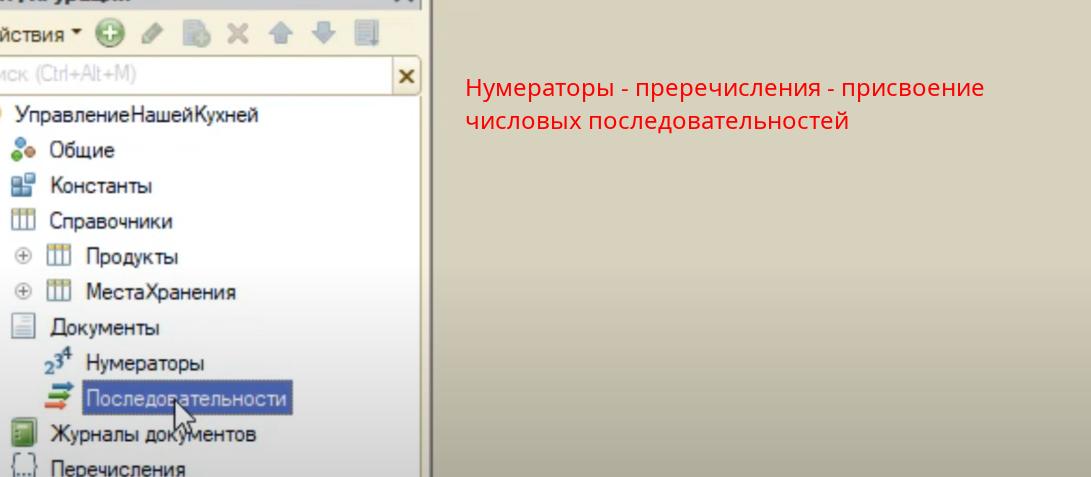 йствия
иск (Ctrl+Alt+M)
УправлениеНашейКухней
Общие
Константы
Справочники
Продукты
МестаХранения
Документы
Нумераторы
Последовательности
Журналы документов
Перечисления
Нумераторы - преречисления - присвоение
числовых последовательностей